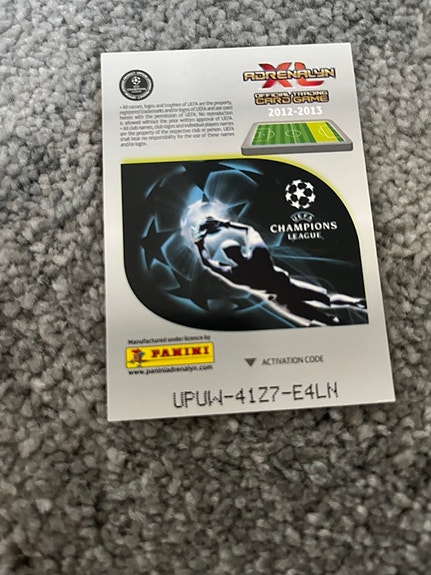 ADRENALYN
XL
OFFICIAL TRADING
CARD GAME
2012-2013
• All names, logos and trophies of UEFA are the property,
registered trademarks and/or logos of UEFA and are used
herein with the permission of UEFA. No reproduction
is allowed without the prior written approval of UEFA.
• All club names, club logos and individual players names
are the property of the respective club or person. UEFA
shall bear no responsibility for the use of these names
and/or logos.
UEFA
CHAMPIONS
LEAGUE
Manufactured under licence by
PANINI
www.paniniadrenalyn.com
ACTIVATION CODE
UPUW-41Z7-E4LN